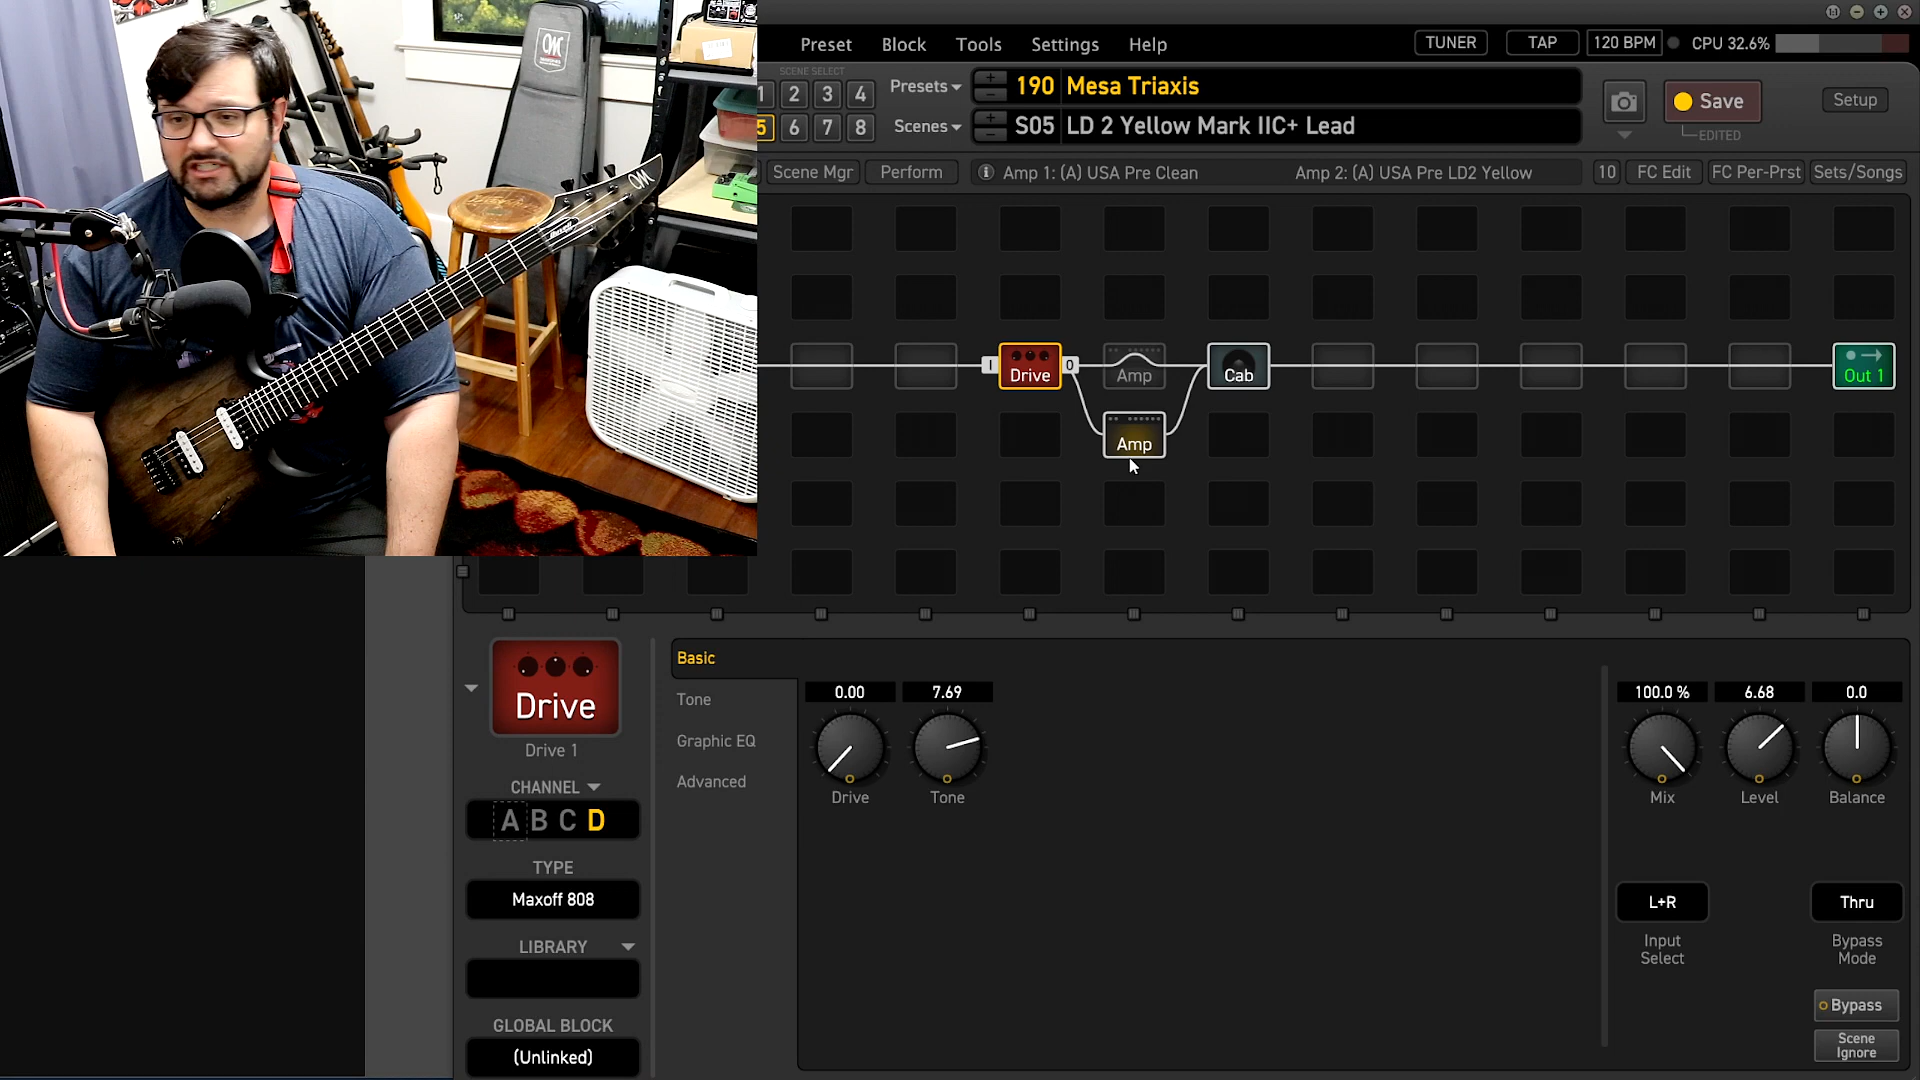 Preset Block Tools Settings Help TUNER TAP 120 BPM CPU 32.6%
SCENE SELECT
1 2 3 4 Presets 190 Mesa Triaxis Save Setup
5 6 7 8 Scenes S05 LD 2 Yellow Mark IIC+ Lead EDITED
Scene Mgr Perform Amp 1: (A) USA Pre Clean Amp 2: (A) USA Pre LD2 Yellow 10 FC Edit FC Per-Prst Sets/Songs
I Drive O Amp Cab Out 1
Amp
Drive
Drive 1
CHANNEL
A B C D
TYPE
Maxoff 808
LIBRARY
GLOBAL BLOCK
(Unlinked)
Basic
Tone
Graphic EQ
Advanced
0.00 7.69
Drive Tone
100.0 % 6.68 0.0
Mix Level Balance
L+R Thru
Input Select
Bypass Mode
Bypass
Scene Ignore